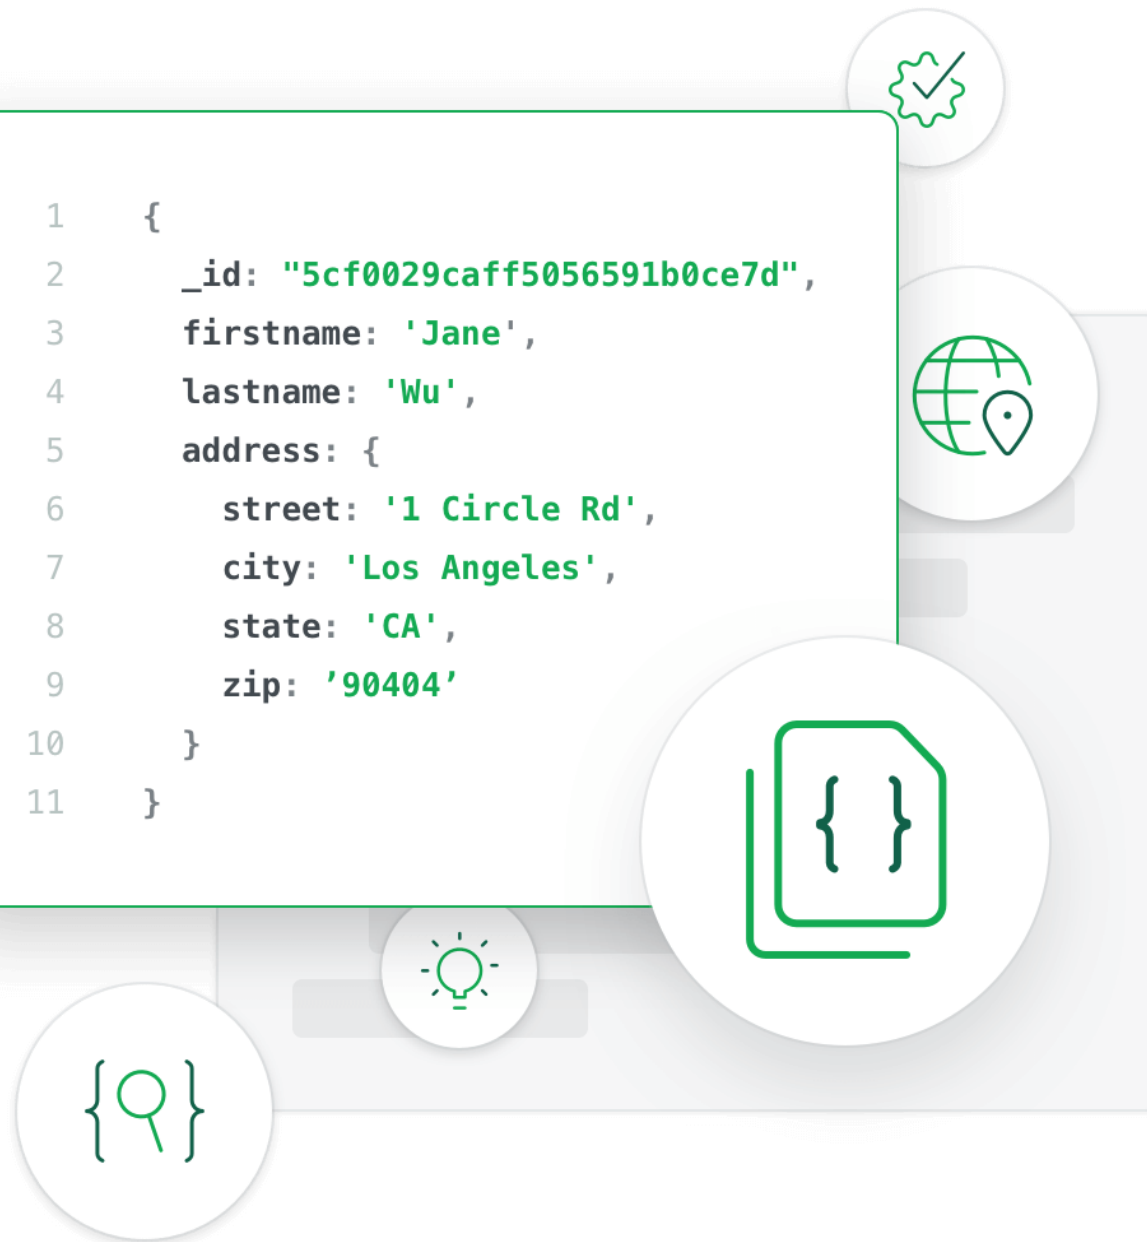 1 {
2 _id: "5cf0029caff5056591b0ce7d",
3 firstname: 'Jane',
4 lastname: 'Wu',
5 address: {
6 street: '1 Circle Rd',
7 city: 'Los Angeles',
8 state: 'CA',
9 zip: ’90404’
10 }
11 }
{ }
{ }